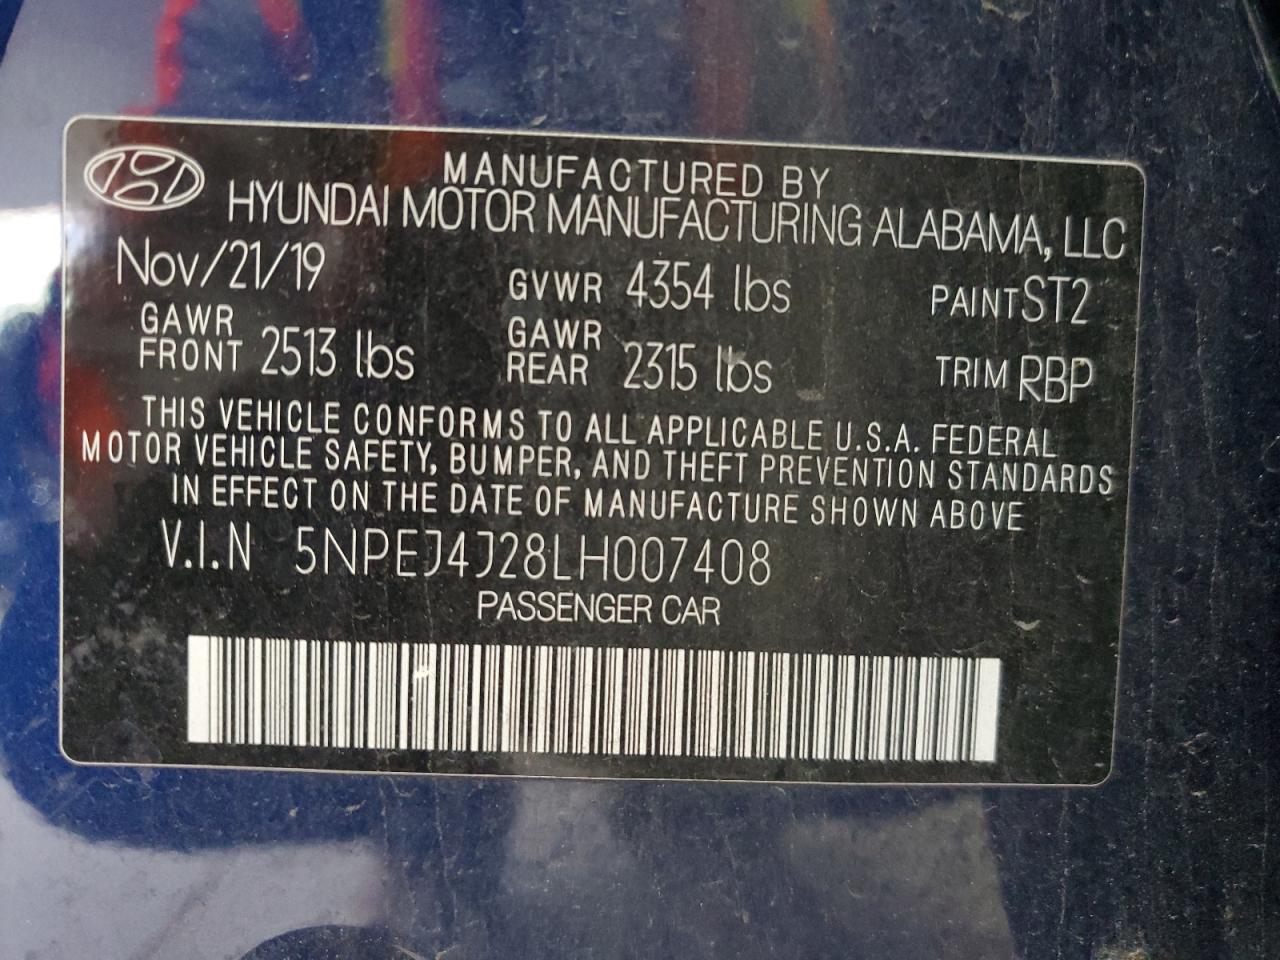 MANUFACTURED BY
HYUNDAI MOTOR MANUFACTURING ALABAMA, LLC
Nov/21/19 GVWR 4354 lbs PAINT ST2
GAWR FRONT 2513 lbs GAWR REAR 2315 lbs TRIM RBP
THIS VEHICLE CONFORMS TO ALL APPLICABLE U.S.A. FEDERAL
MOTOR VEHICLE SAFETY, BUMPER, AND THEFT PREVENTION STANDARDS
IN EFFECT ON THE DATE OF MANUFACTURE SHOWN ABOVE
V.I.N 5NPEJ4J28LH007408
PASSENGER CAR